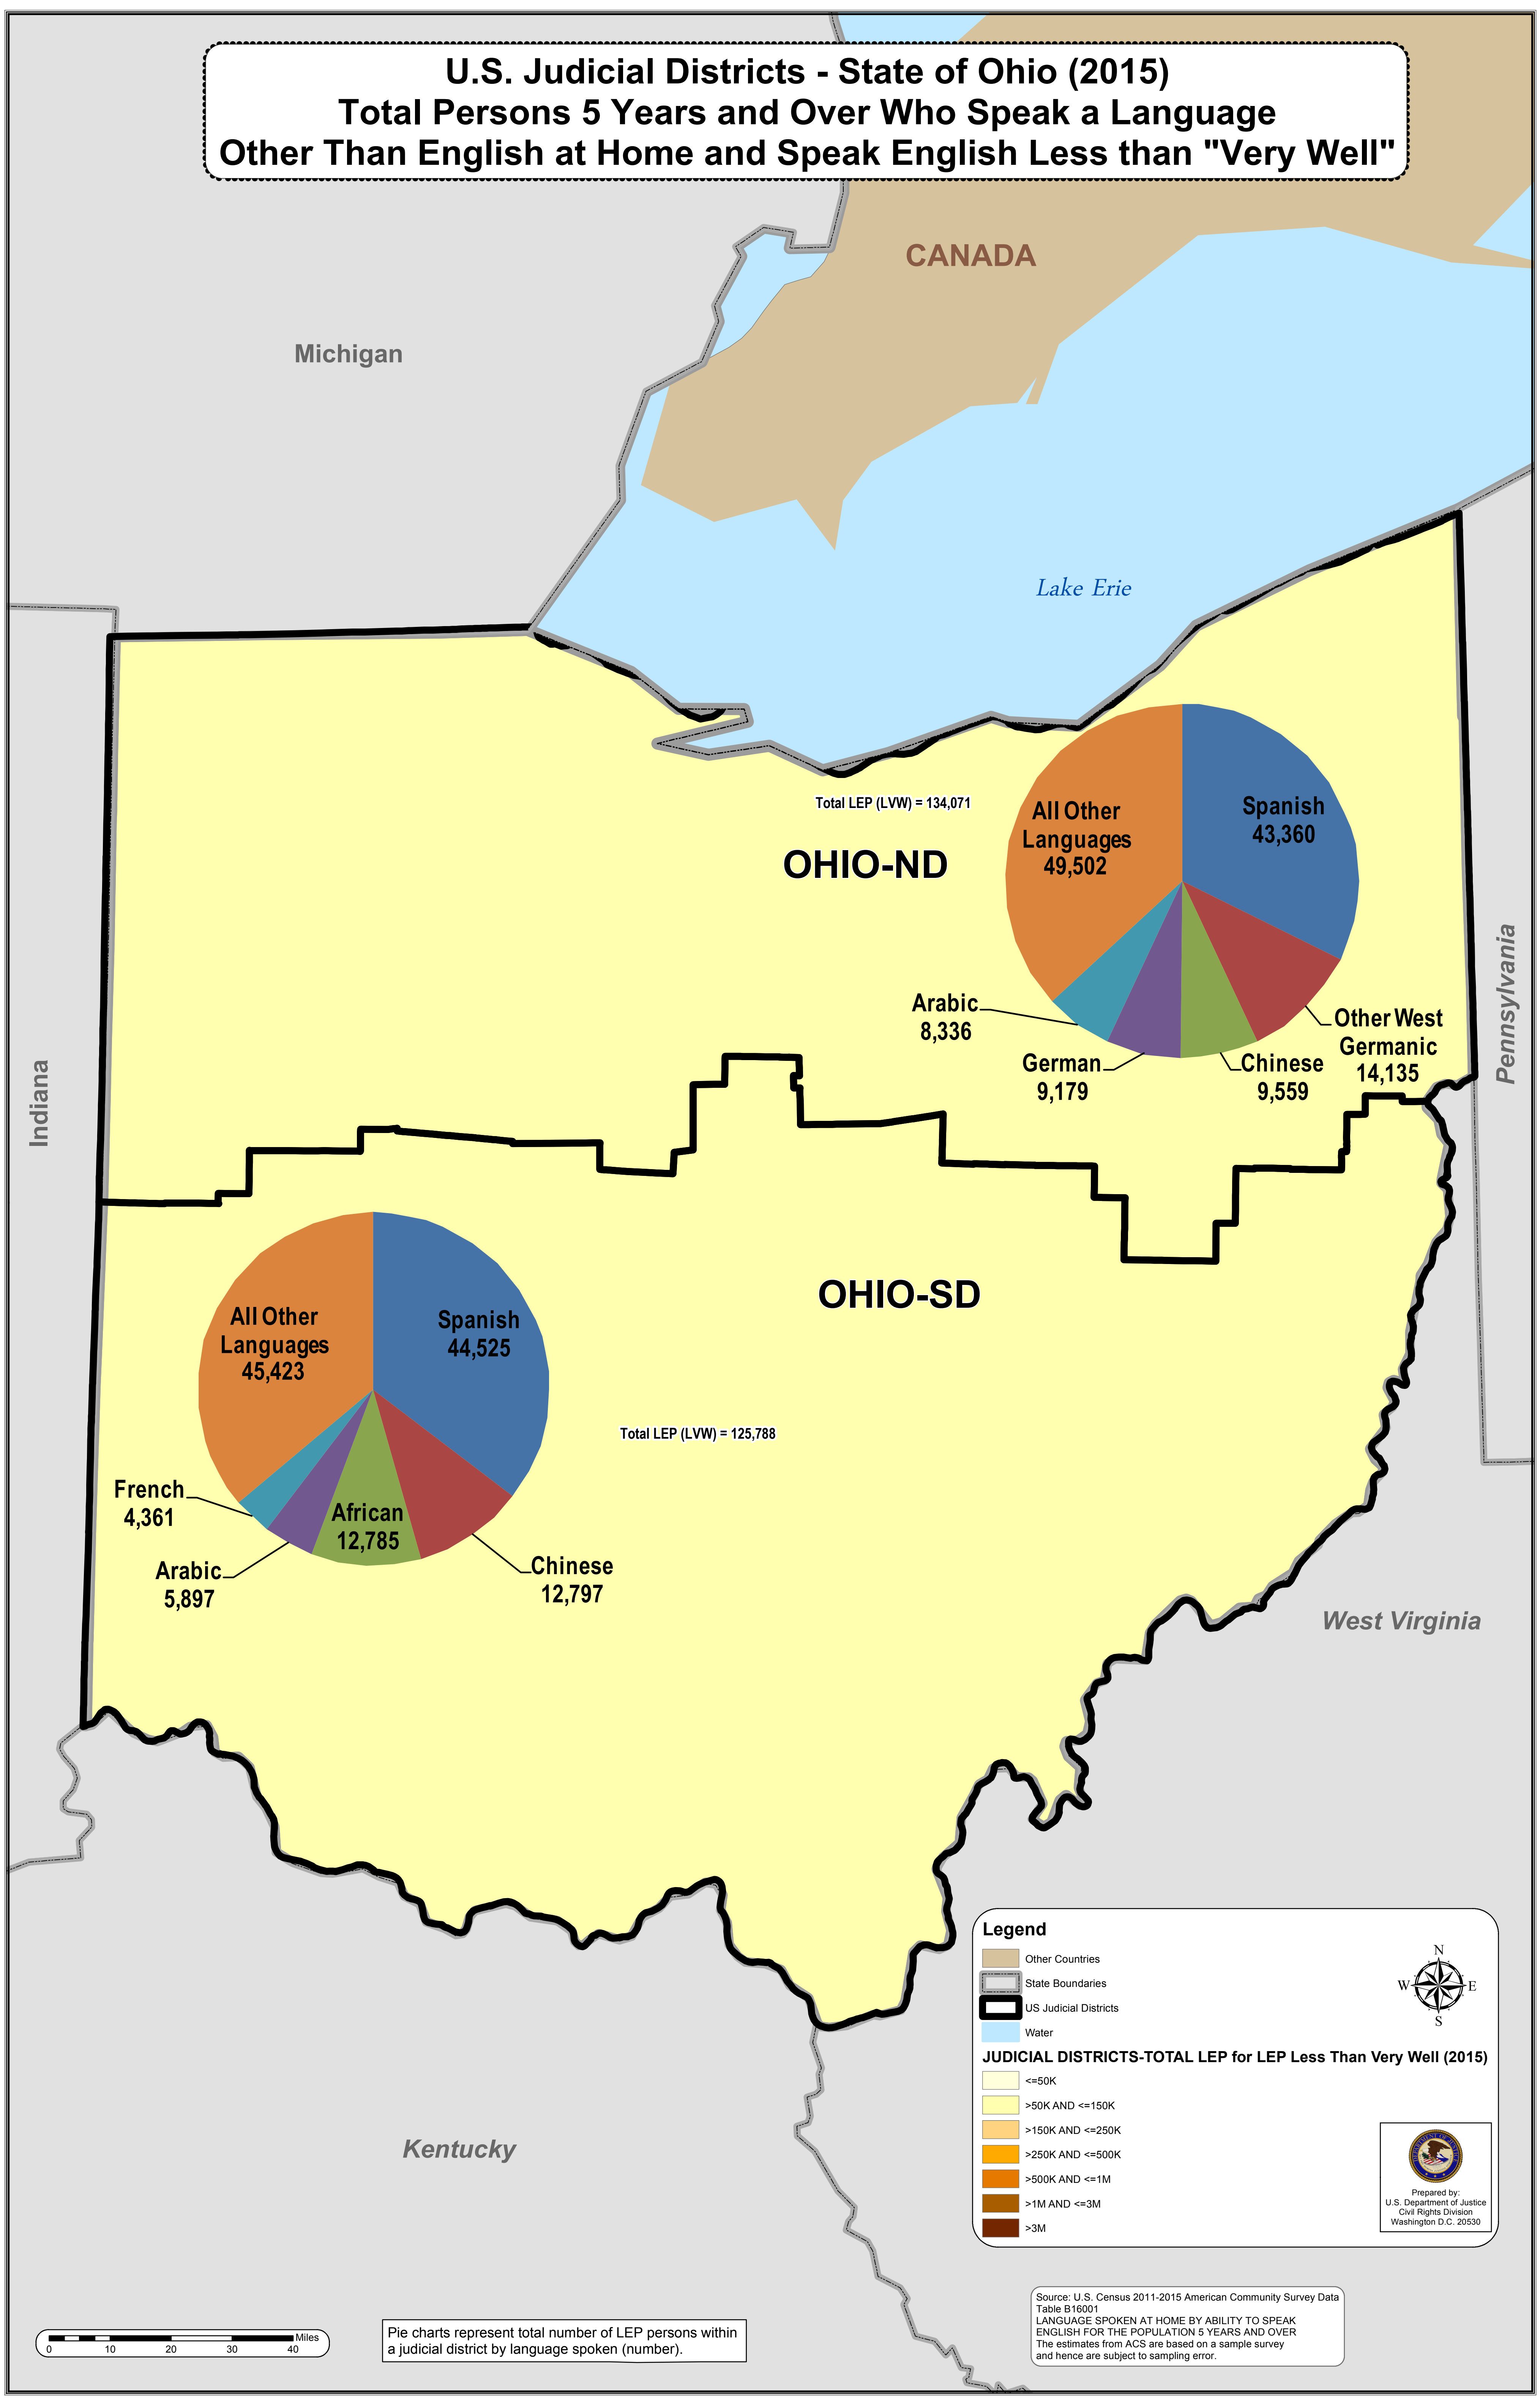 U.S. Judicial Districts - State of Ohio (2015)
Total Persons 5 Years and Over Who Speak a Language
Other Than English at Home and Speak English Less than "Very Well"
CANADA
Michigan
Lake Erie
Total LEP (LVW) = 134,071
OHIO-ND
All Other
Languages
49,502
Spanish
43,360
Arabic
8,336
German
9,179
Chinese
9,559
Other West
Germanic
14,135
Pennsylvania
Indiana
OHIO-SD
All Other
Languages
45,423
Spanish
44,525
Total LEP (LVW) = 125,788
French
4,361
African
12,785
Arabic
5,897
Chinese
12,797
West Virginia
Kentucky
Legend
Other Countries
State Boundaries
US Judicial Districts
Water
N
W
E
S
JUDICIAL DISTRICTS-TOTAL LEP for LEP Less Than Very Well (2015)
<=50K
>50K AND <=150K
>150K AND <=250K
>250K AND <=500K
>500K AND <=1M
>1M AND <=3M
>3M
Prepared by:
U.S. Department of Justice
Civil Rights Division
Washington D.C. 20530
Source: U.S. Census 2011-2015 American Community Survey Data
Table B16001
LANGUAGE SPOKEN AT HOME BY ABILITY TO SPEAK
ENGLISH FOR THE POPULATION 5 YEARS AND OVER
The estimates from ACS are based on a sample survey
and hence are subject to sampling error.
Miles
0 10 20 30 40
Pie charts represent total number of LEP persons within
a judicial district by language spoken (number).